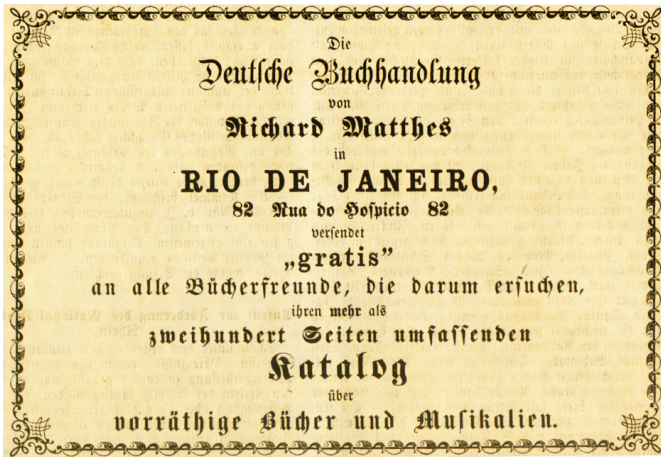 Die
Deutsche Buchhandlung
von
Richard Matthes
in
RIO DE JANEIRO,
82 Rua do Hospicio 82
versendet
„gratis”
an alle Bücherfreunde, die darum ersuchen,
ihren mehr als
zweihundert Seiten umfassenden
Katalog
über
vorräthige Bücher und Musikalien.